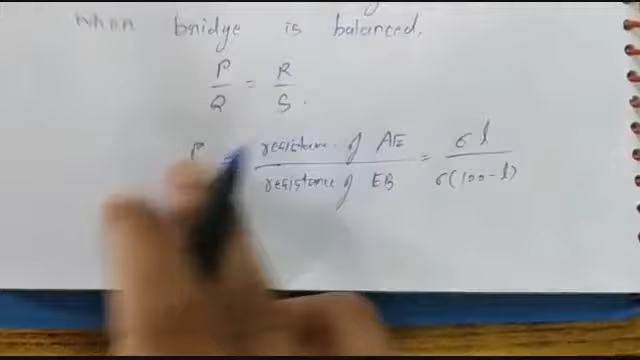 when bridge is balanced.
P/Q = R/S.
P = resistance of AE / resistance of EB = σl / σ(100-l)